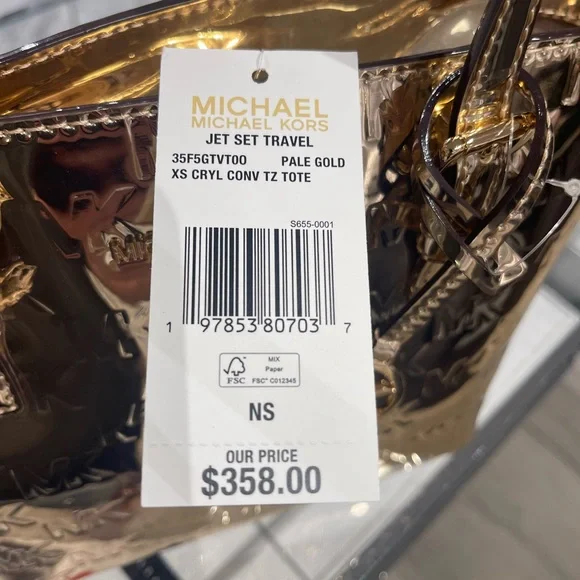 MICHAEL
MICHAEL KORS
JET SET TRAVEL
35F5GTVT0O PALE GOLD
XS CRYL CONV TZ TOTE
S655-0001
1 97853 80703 7
FSC
MIX
Paper
FSC® C012345
NS
OUR PRICE
$358.00